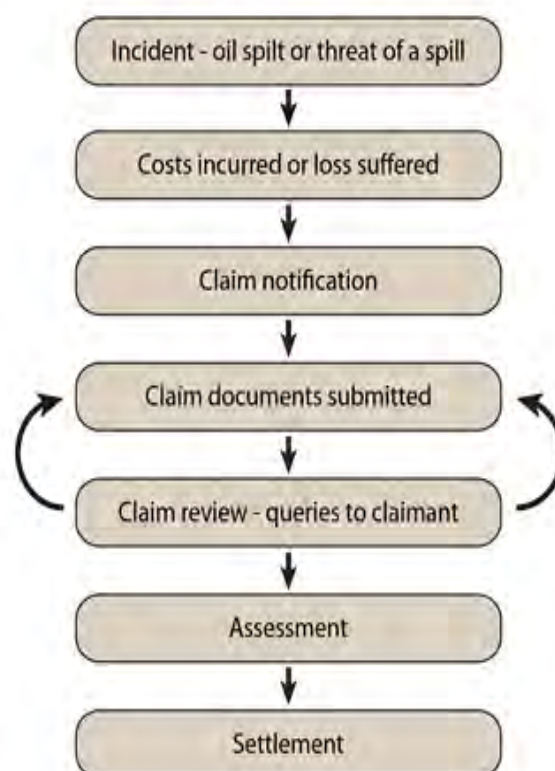 Incident - oil spilt or threat of a spill
Costs incurred or loss suffered
Claim notification
Claim documents submitted
Claim review - queries to claimant
Assessment
Settlement